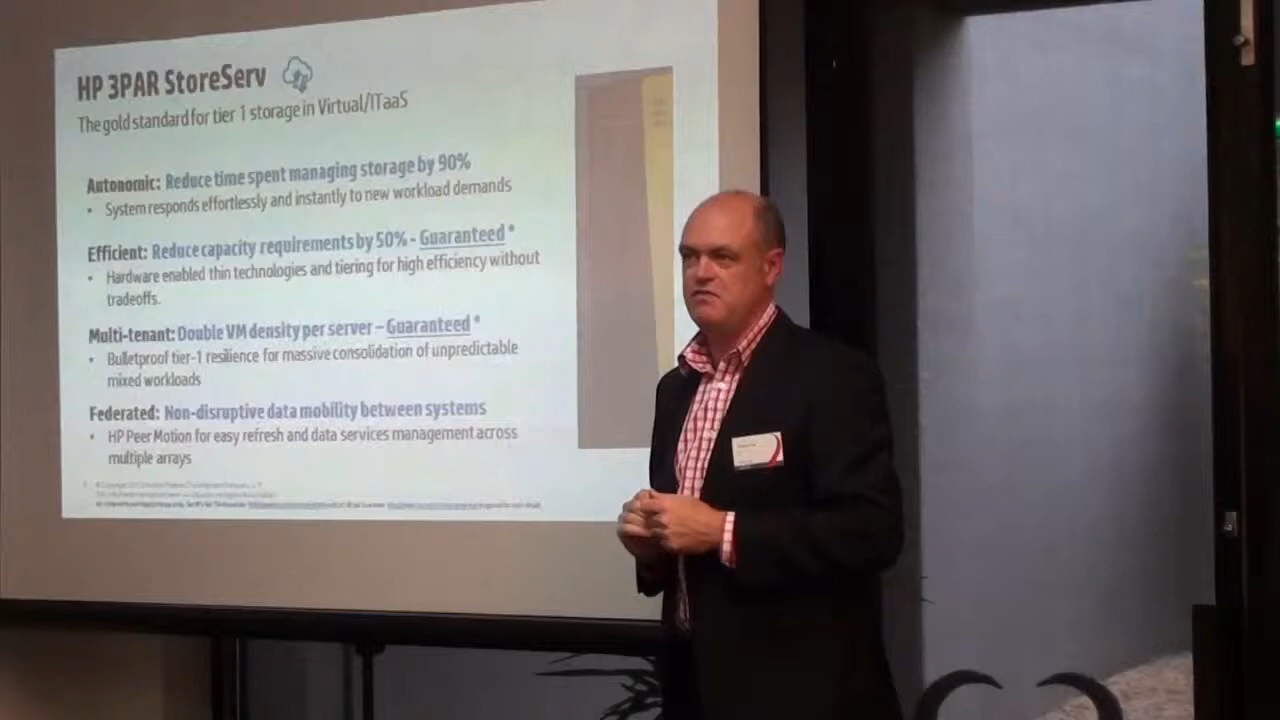 HP 3PAR StoreServ
The gold standard for tier 1 storage in Virtual/ITaaS
Autonomic: Reduce time spent managing storage by 90%
• System responds effortlessly and instantly to new workload demands
Efficient: Reduce capacity requirements by 50% - Guaranteed *
• Hardware enabled thin technologies and tiering for high efficiency without
tradeoffs.
Multi-tenant: Double VM density per server – Guaranteed *
• Bulletproof tier-1 resilience for massive consolidation of unpredictable
mixed workloads
Federated: Non-disruptive data mobility between systems
• HP Peer Motion for easy refresh and data services management across
multiple arrays